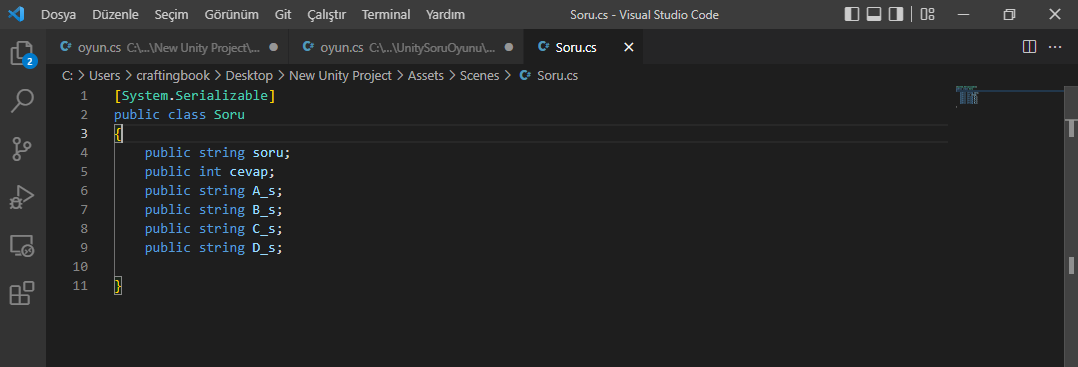 Dosya Düzenle Seçim Görünüm Git Çalıştır Terminal Yardım Soru.cs - Visual Studio Code
oyun.cs C:\...\New Unity Project\... oyun.cs C:\...\UnitySoruOyunu\... Soru.cs
C: > Users > craftingbook > Desktop > New Unity Project > Assets > Scenes > Soru.cs
2
1 [System.Serializable]
2 public class Soru
3 {
4 public string soru;
5 public int cevap;
6 public string A_s;
7 public string B_s;
8 public string C_s;
9 public string D_s;
10
11 }